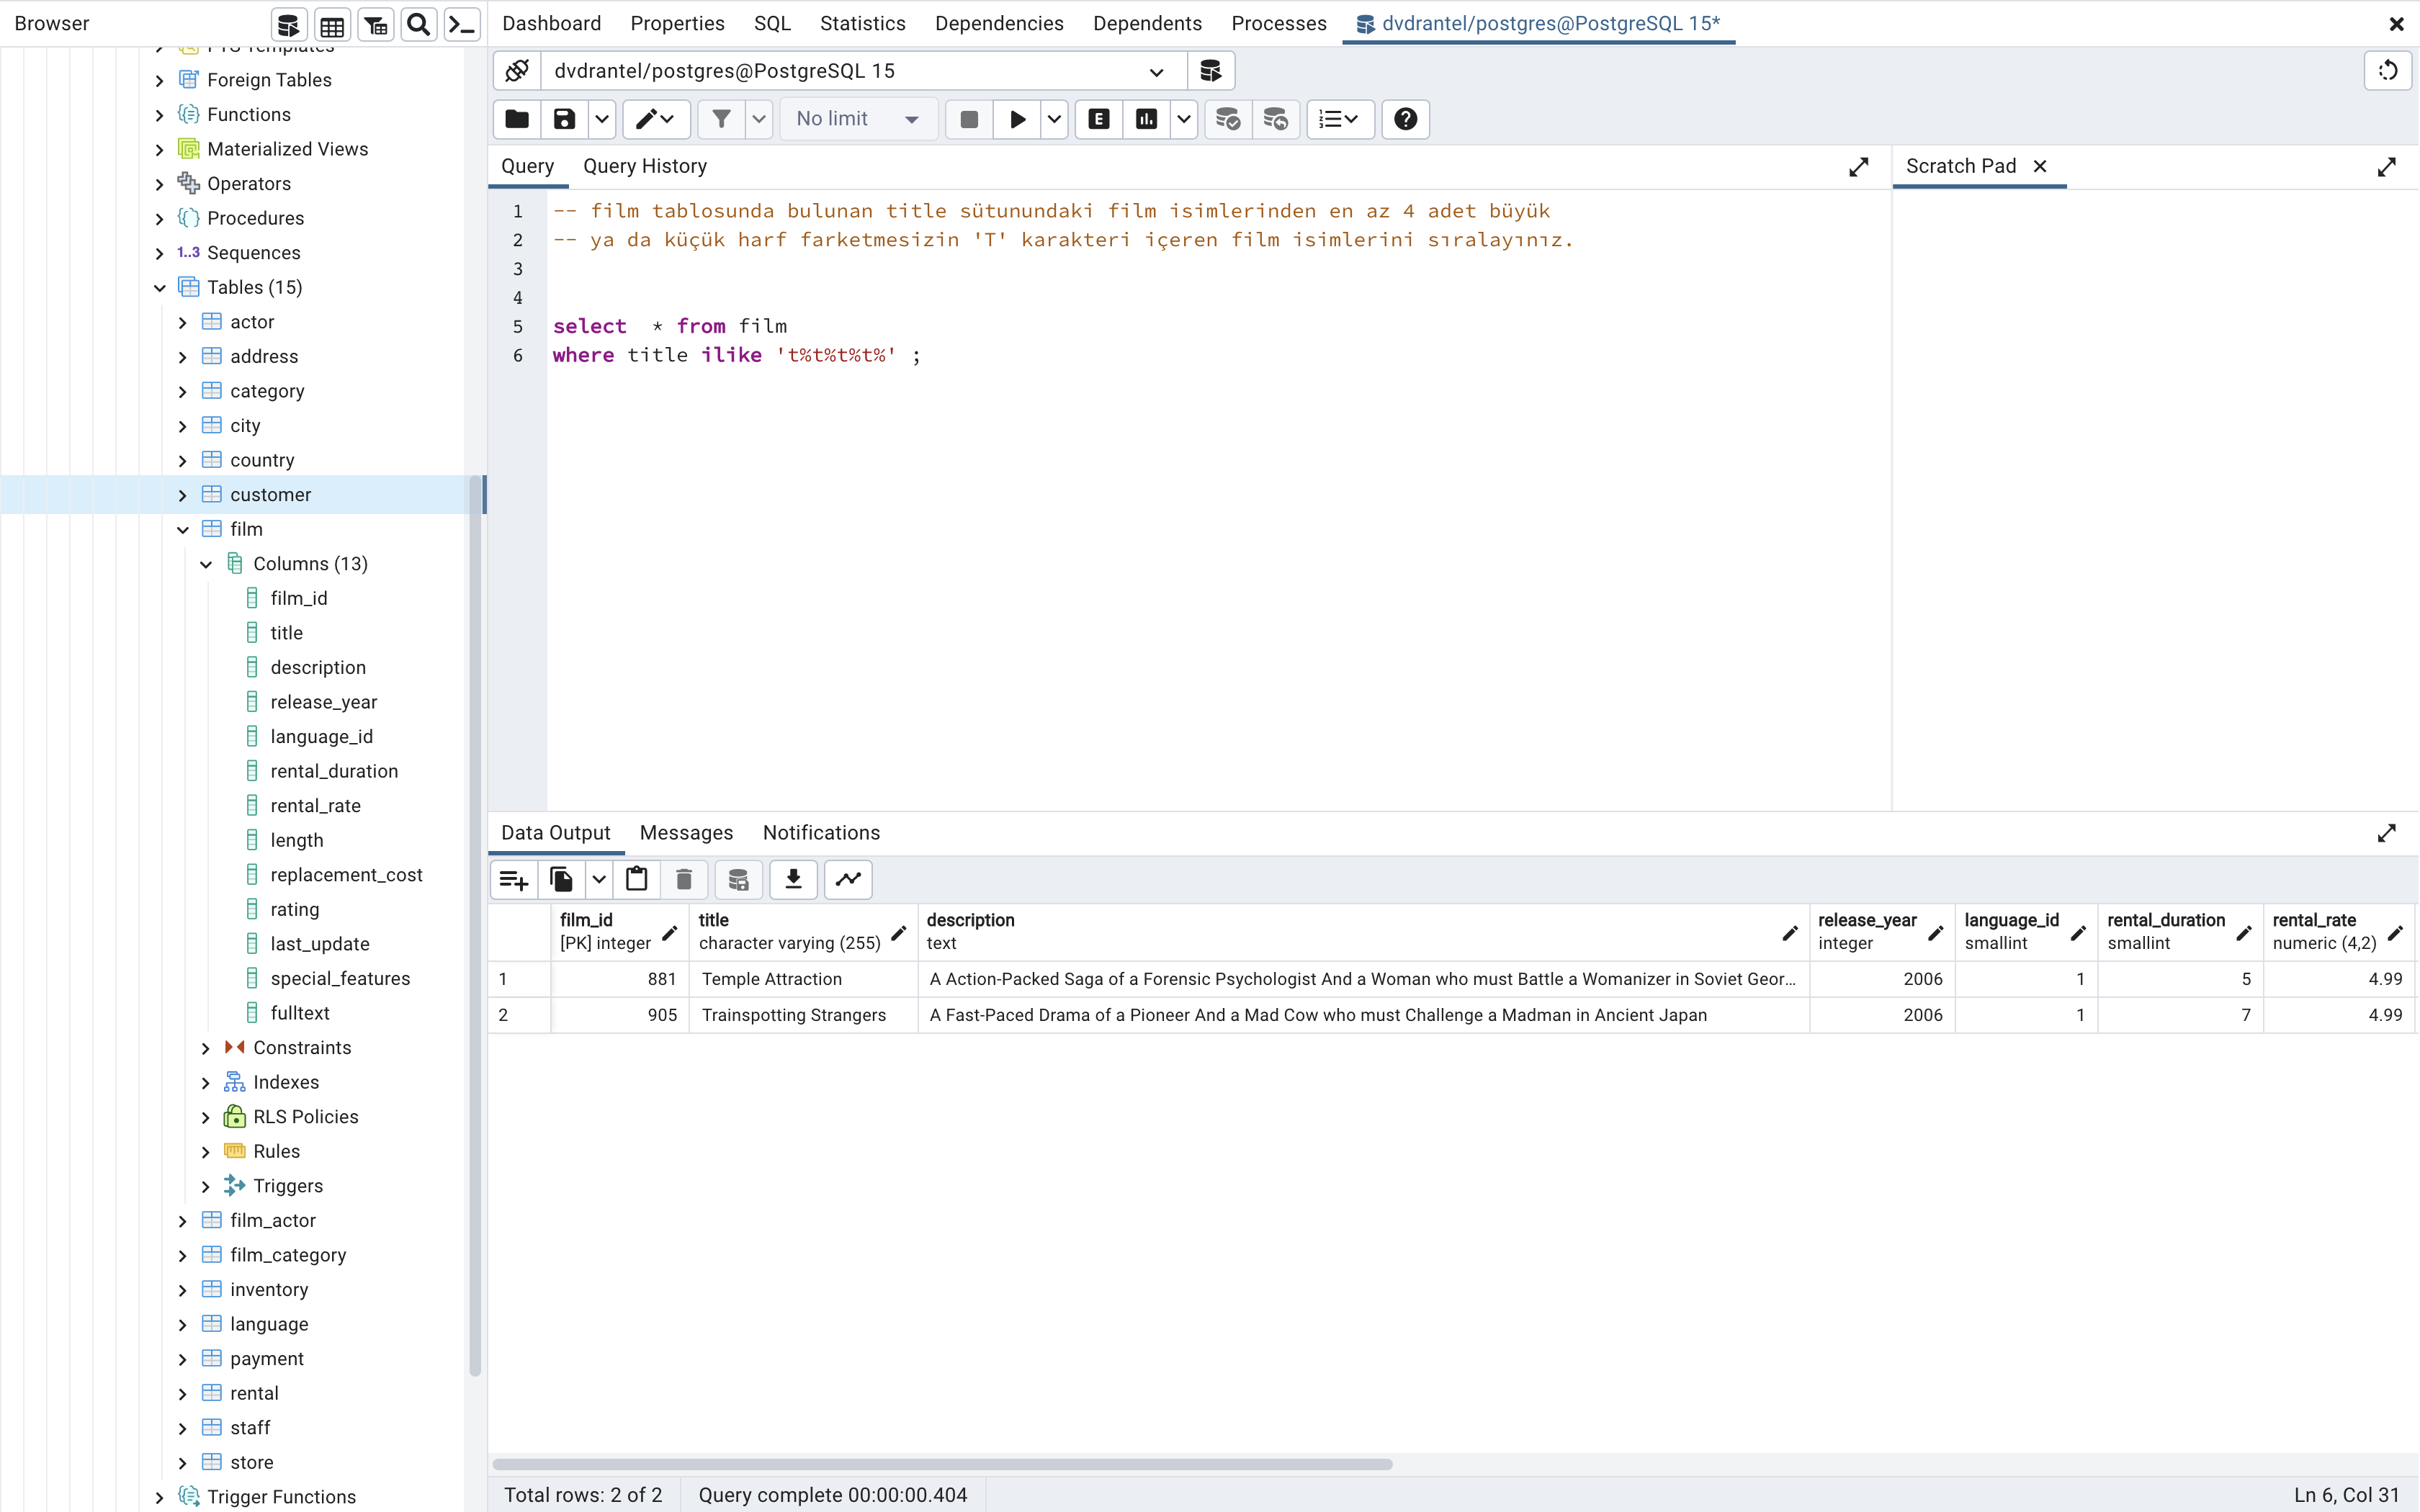 Browser
Dashboard Properties SQL Statistics Dependencies Dependents Processes dvdrantel/postgres@PostgreSQL 15*
FTS Templates
Foreign Tables
Functions
Materialized Views
Operators
Procedures
1..3 Sequences
Tables (15)
actor
address
category
city
country
customer
film
Columns (13)
film_id
title
description
release_year
language_id
rental_duration
rental_rate
length
replacement_cost
rating
last_update
special_features
fulltext
Constraints
Indexes
RLS Policies
Rules
Triggers
film_actor
film_category
inventory
language
payment
rental
staff
store
Trigger Functions
dvdrantel/postgres@PostgreSQL 15
No limit
E
Query Query History
Scratch Pad
1 -- film tablosunda bulunan title sütunundaki film isimlerinden en az 4 adet büyük
2 -- ya da küçük harf farketmesizin 'T' karakteri içeren film isimlerini sıralayınız.
3
4
5 select * from film
6 where title ilike 't%t%t%t%' ;
Data Output Messages Notifications
film_id title description release_year language_id rental_duration rental_rate
[PK] integer character varying (255) text integer smallint smallint numeric (4,2)
1 881 Temple Attraction A Action-Packed Saga of a Forensic Psychologist And a Woman who must Battle a Womanizer in Soviet Geor... 2006 1 5 4.99
2 905 Trainspotting Strangers A Fast-Paced Drama of a Pioneer And a Mad Cow who must Challenge a Madman in Ancient Japan 2006 1 7 4.99
Total rows: 2 of 2 Query complete 00:00:00.404 Ln 6, Col 31